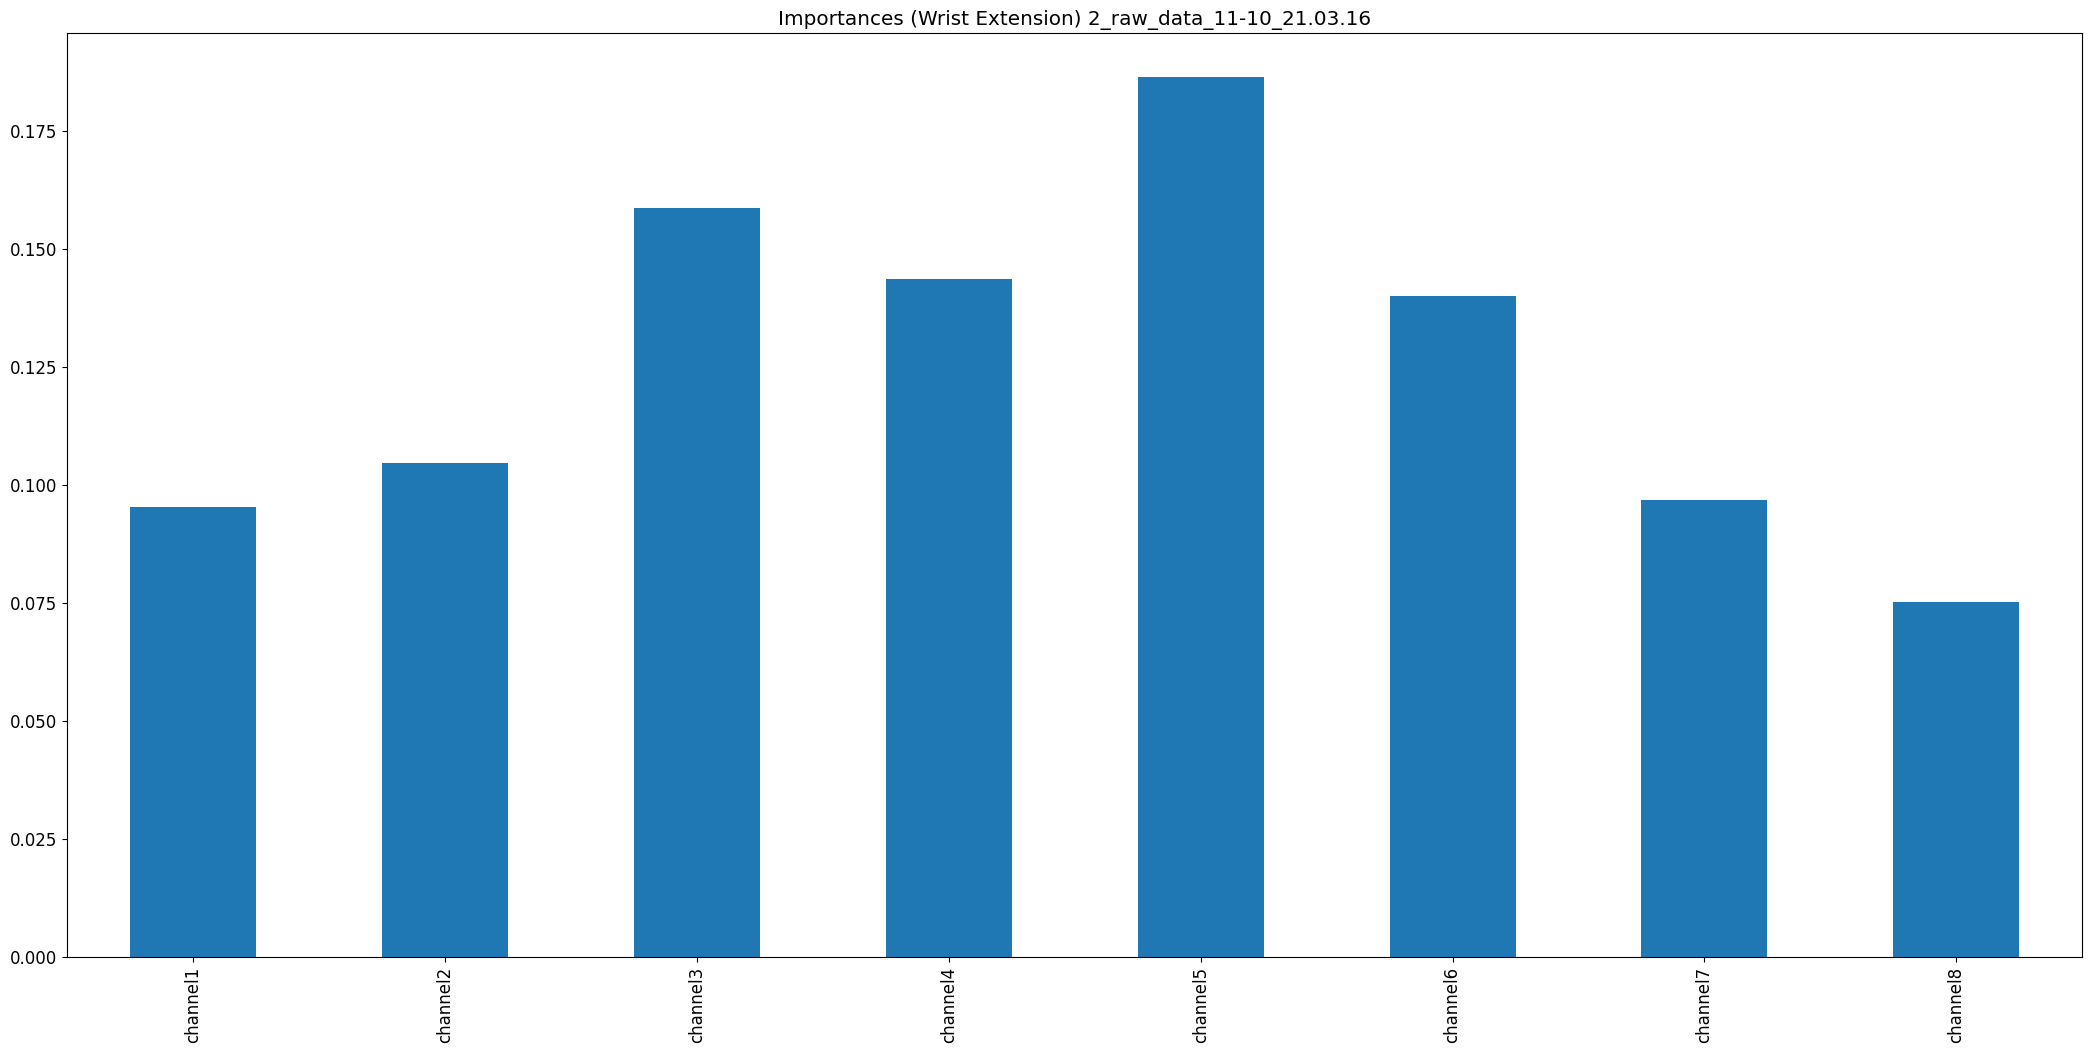 Importances (Wrist Extension) 2_raw_data_11-10_21.03.16
0.175
0.150
0.125
0.100
0.075
0.050
0.025
0.000
channel1
channel2
channel3
channel4
channel5
channel6
channel7
channel8